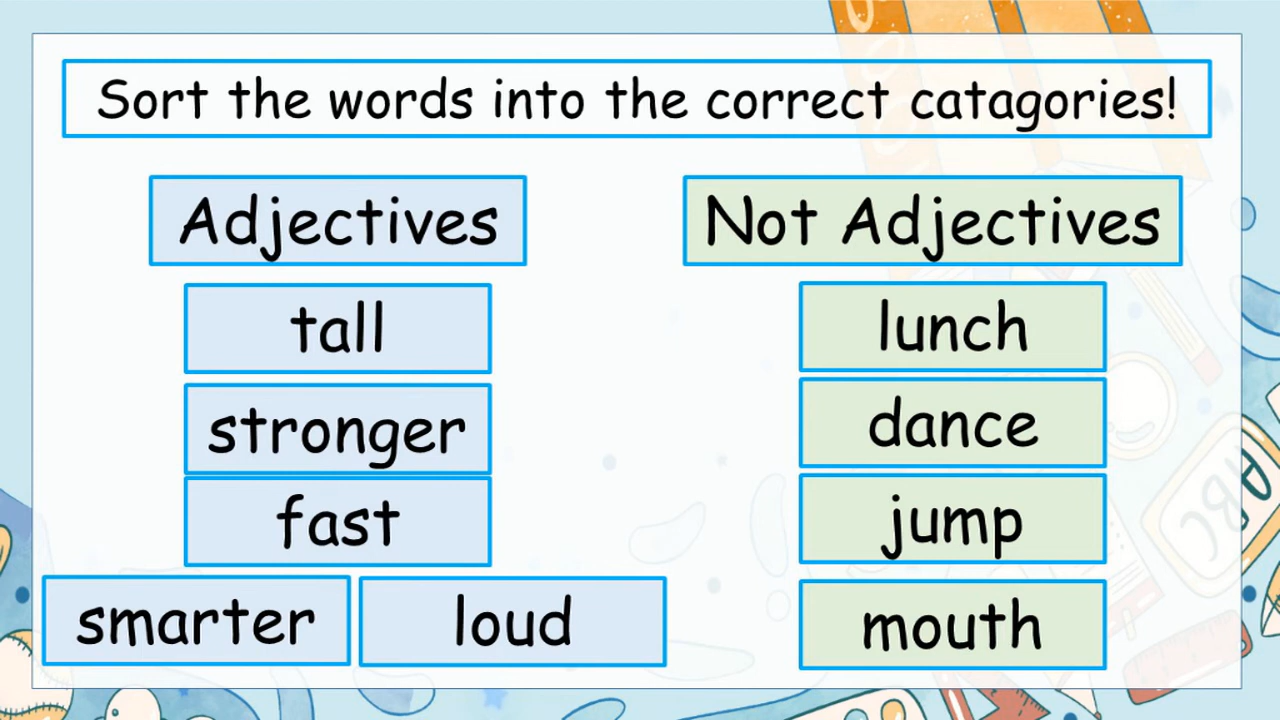 Sort the words into the correct catagories!
Adjectives
Not Adjectives
tall
lunch
stronger
dance
fast
jump
smarter
loud
mouth
ABC